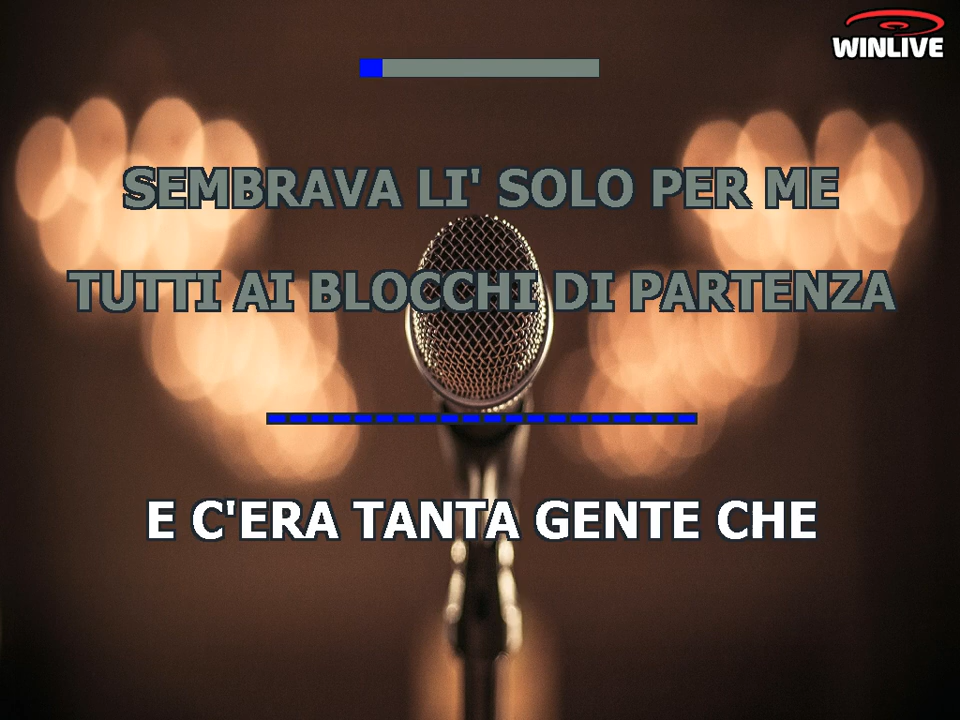 WINLIVE
SEMBRAVA LI' SOLO PER ME
TUTTI AI BLOCCHI DI PARTENZA
E C'ERA TANTA GENTE CHE